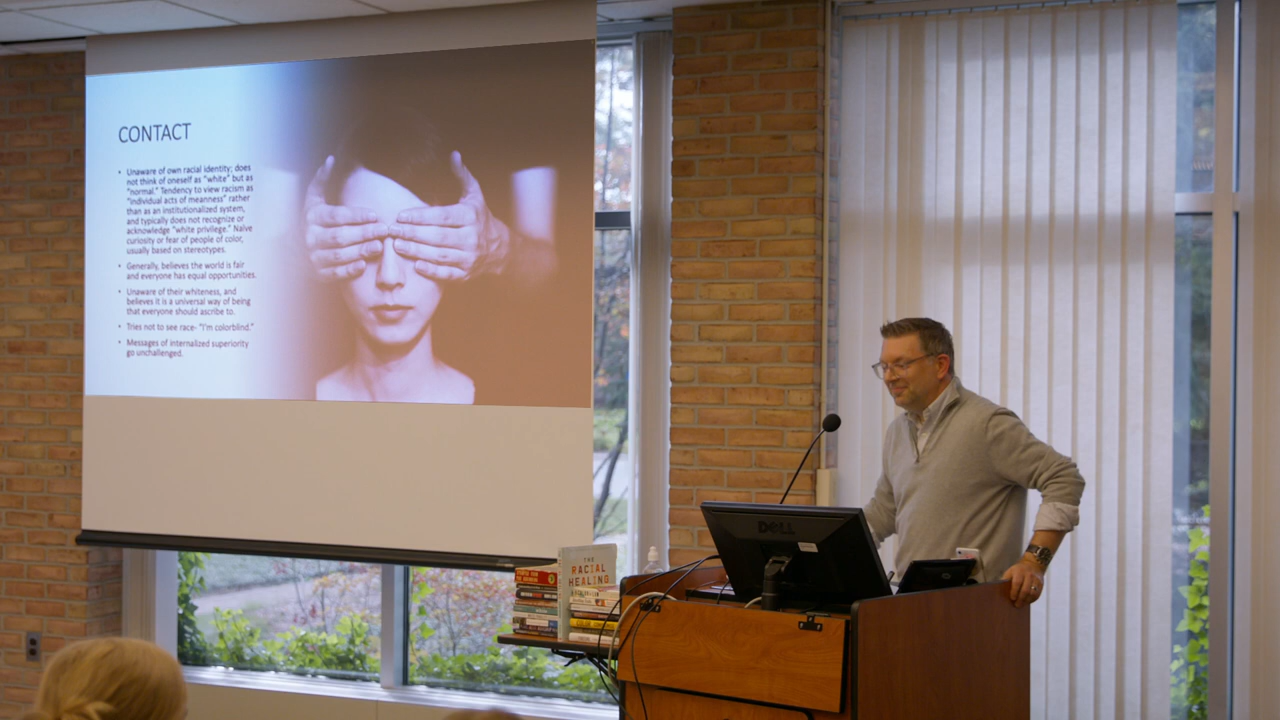 CONTACT
• Unaware of own racial identity; does
not think of oneself as "white" but as
"normal." Tendency to view racism as
"individual acts of meanness" rather
than as an institutionalized system,
and typically does not recognize or
acknowledge "white privilege." Naïve
curiosity or fear of people of color,
usually based on stereotypes.
• Generally, believes the world is fair
and everyone has equal opportunities.
• Unaware of their whiteness, and
believes it is a universal way of being
that everyone should ascribe to.
• Tries not to see race- "I'm colorblind."
• Messages of internalized superiority
go unchallenged.
THE
RACIAL
HEALING
DELL